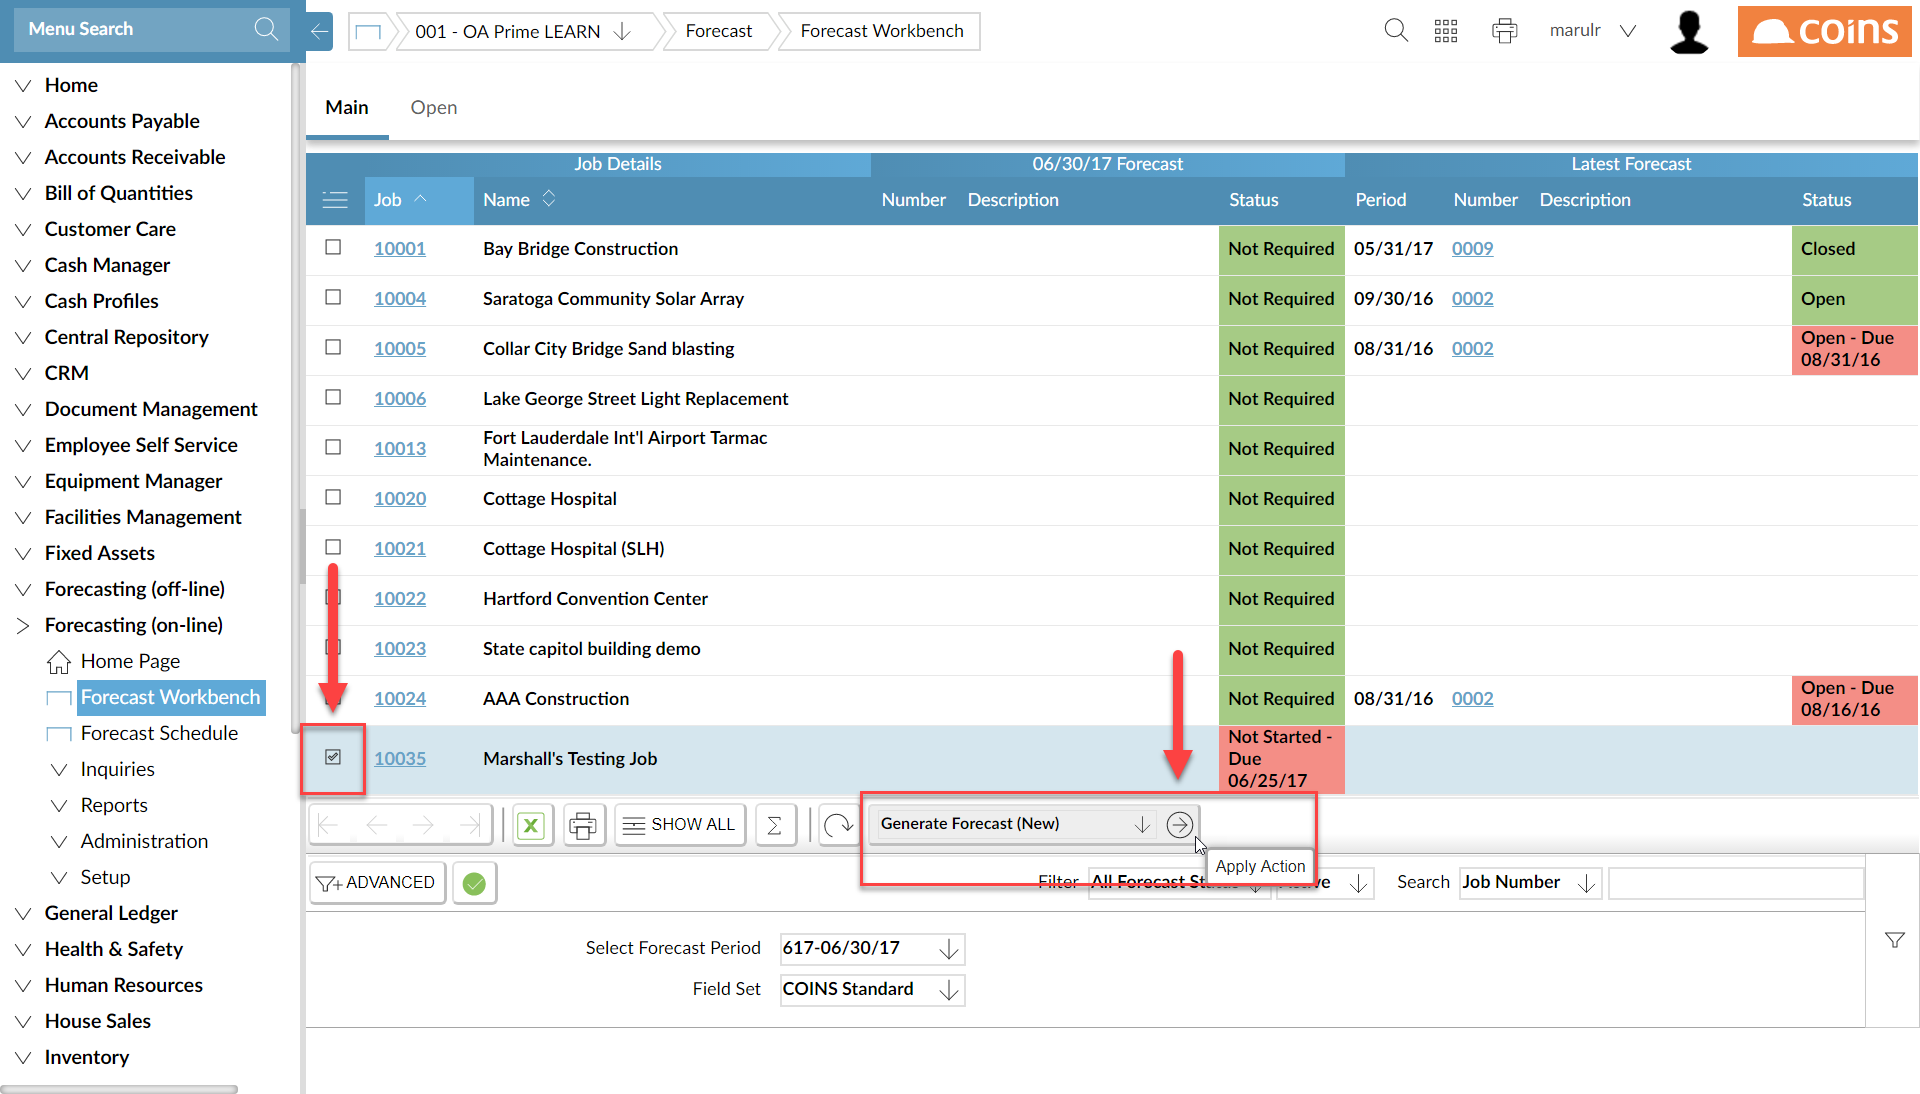 Menu Search
001 - OA Prime LEARN
Forecast
Forecast Workbench
marulr
coins
Home
Accounts Payable
Accounts Receivable
Bill of Quantities
Customer Care
Cash Manager
Cash Profiles
Central Repository
CRM
Document Management
Employee Self Service
Equipment Manager
Facilities Management
Fixed Assets
Forecasting (off-line)
Forecasting (on-line)
Home Page
Forecast Workbench
Forecast Schedule
Inquiries
Reports
Administration
Setup
General Ledger
Health & Safety
Human Resources
House Sales
Inventory
Main Open
Job Details 06/30/17 Forecast Latest Forecast
Job Name Number Description Status Period Number Description Status
10001 Bay Bridge Construction Not Required 05/31/17 0009 Closed
10004 Saratoga Community Solar Array Not Required 09/30/16 0002 Open
10005 Collar City Bridge Sand blasting Not Required 08/31/16 0002 Open - Due
08/31/16
10006 Lake George Street Light Replacement Not Required
10013 Fort Lauderdale Int'l Airport Tarmac
Maintenance. Not Required
10020 Cottage Hospital Not Required
10021 Cottage Hospital (SLH) Not Required
10022 Hartford Convention Center Not Required
10023 State capitol building demo Not Required
10024 AAA Construction Not Required 08/31/16 0002 Open - Due
08/16/16
10035 Marshall's Testing Job Not Started -
Due
06/25/17
SHOW ALL Generate Forecast (New)
Apply Action
ADVANCED Filter All Forecast Search Job Number
Select Forecast Period 617-06/30/17
Field Set COINS Standard